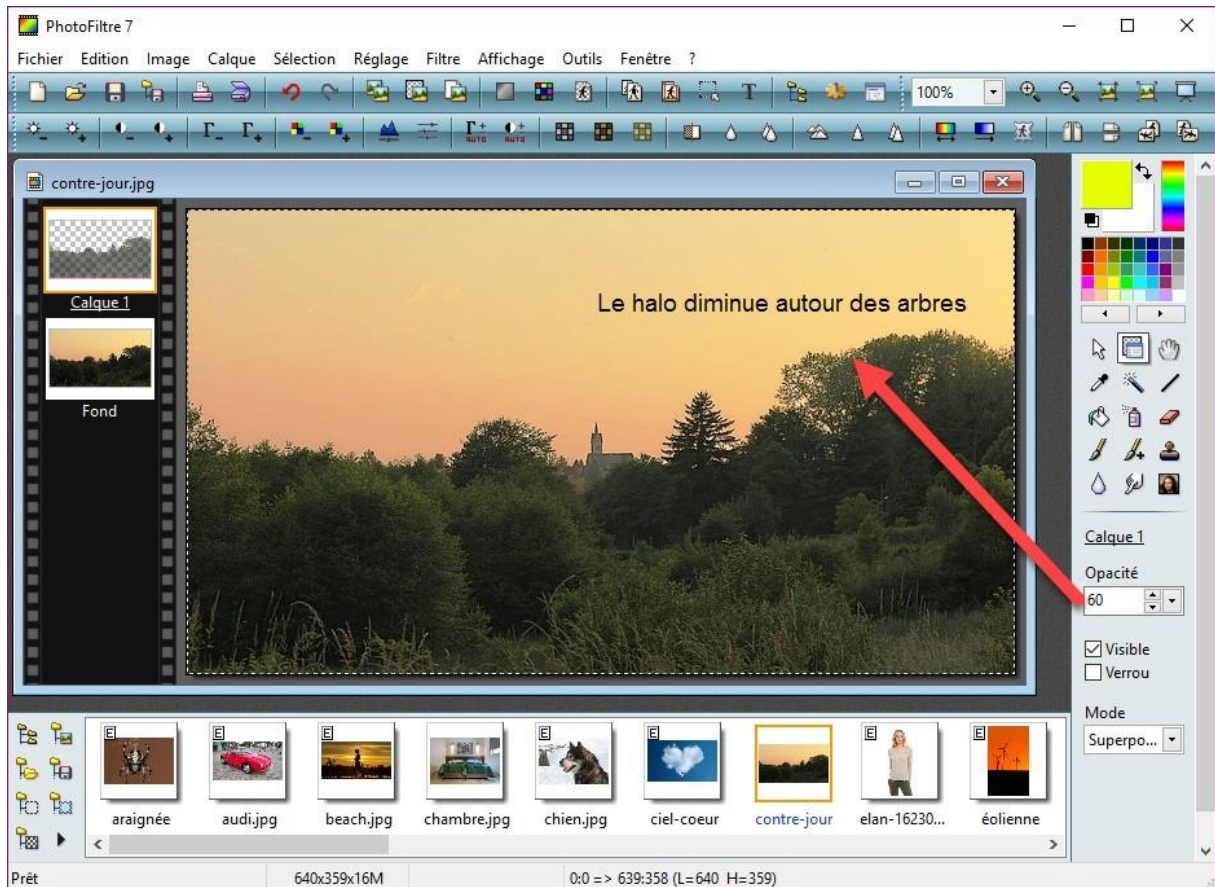 PhotoFiltre 7
Fichier Edition Image Calque Sélection Réglage Filtre Affichage Outils Fenêtre ?
100%
AUTO AUTO
contre-jour.jpg
Calque 1
Fond
Le halo diminue autour des arbres
Calque 1
Opacité
60
Visible
Verrou
Mode
Superpo...
E E E E E E E
araignée audi.jpg beach.jpg chambre.jpg chien.jpg ciel-coeur contre-jour elan-16230... éolienne
Prêt 640x359x16M 0:0 => 639:358 (L=640 H=359)